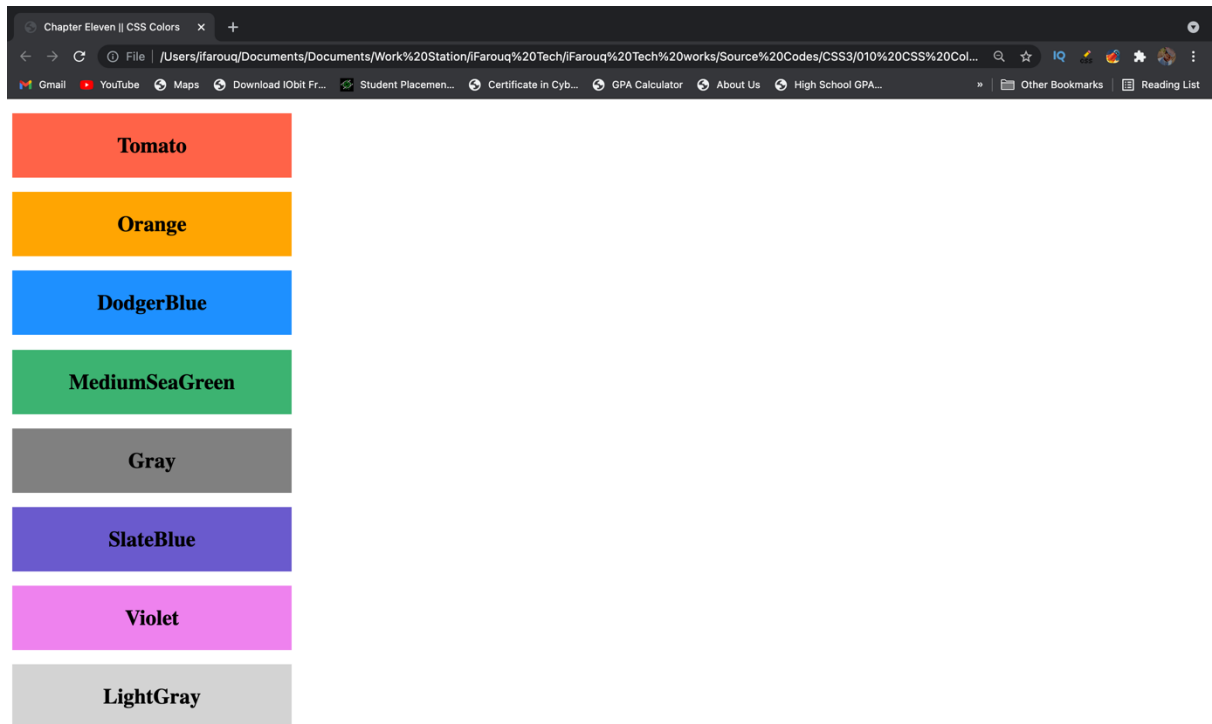 Chapter Eleven || CSS Colors
File | /Users/ifarouq/Documents/Documents/Work%20Station/iFarouq%20Tech/iFarouq%20Tech%20works/Source%20Codes/CSS3/010%20CSS%20Col...
Gmail YouTube Maps Download IObit Fr... Student Placemen... Certificate in Cyb... GPA Calculator About Us High School GPA... » Other Bookmarks Reading List
Tomato
Orange
DodgerBlue
MediumSeaGreen
Gray
SlateBlue
Violet
LightGray